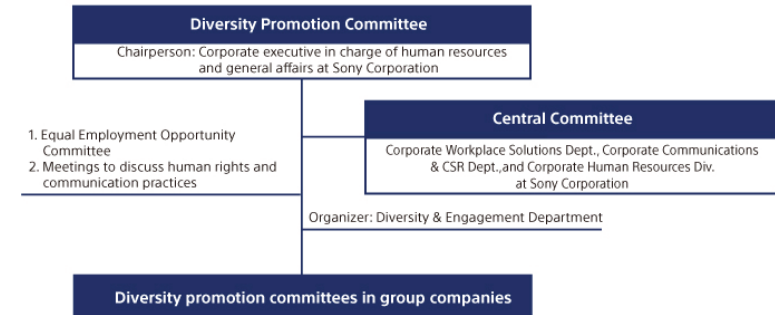 Diversity Promotion Committee
Chairperson: Corporate executive in charge of human resources
and general affairs at Sony Corporation
Central Committee
Corporate Workplace Solutions Dept., Corporate Communications
& CSR Dept.,and Corporate Human Resources Div.
at Sony Corporation
1. Equal Employment Opportunity
Committee
2. Meetings to discuss human rights and
communication practices
Organizer: Diversity & Engagement Department
Diversity promotion committees in group companies